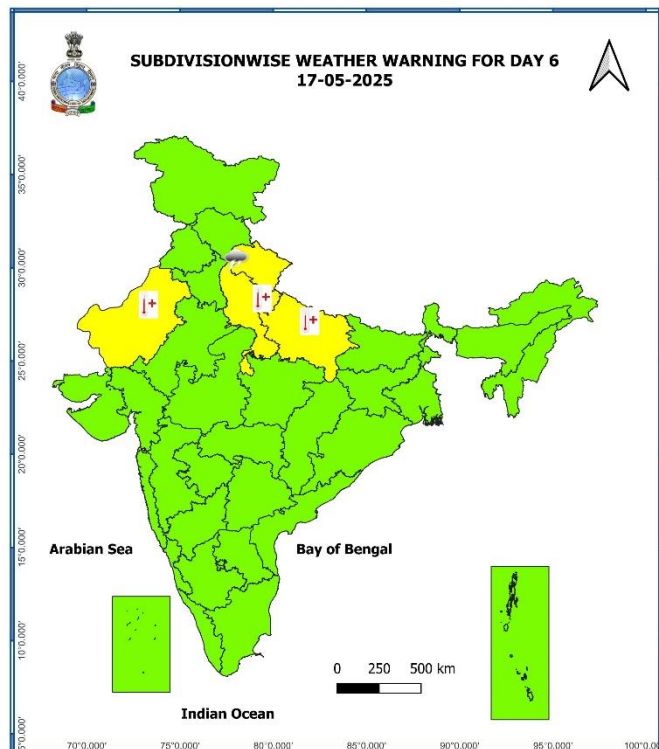 SUBDIVISIONWISE WEATHER WARNING FOR DAY 6
17-05-2025
40°0.000'
35°0.000'
30°0.000'
25°0.000'
20°0.000'
15°0.000'
10°0.000'
5°0.000'
Arabian Sea
Bay of Bengal
0 250 500 km
Indian Ocean
70°0.000' 75°0.000' 80°0.000' 85°0.000' 90°0.000' 95°0.000'